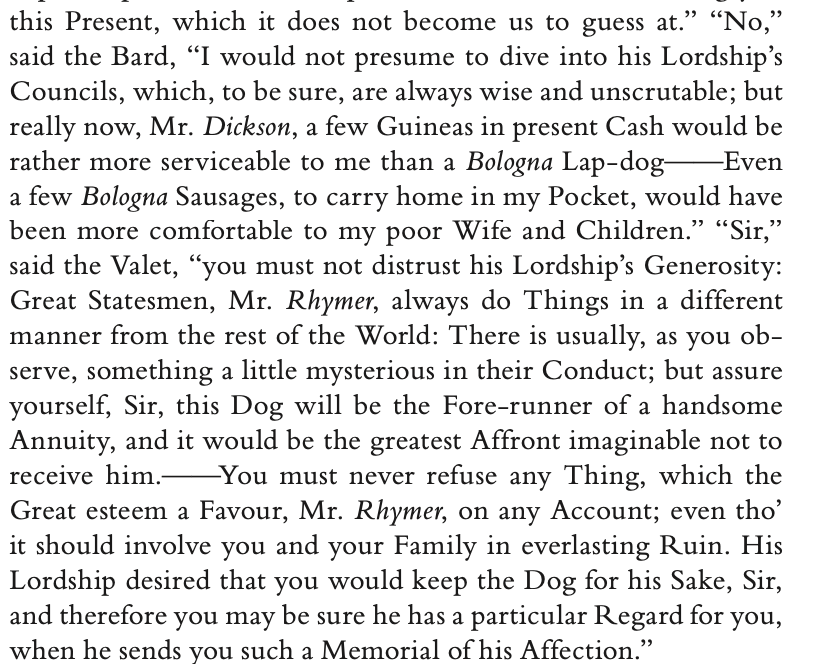 this Present, which it does not become us to guess at.” “No,”
said the Bard, “I would not presume to dive into his Lordship’s
Councils, which, to be sure, are always wise and unscrutable; but
really now, Mr. Dickson, a few Guineas in present Cash would be
rather more serviceable to me than a Bologna Lap-dog——Even
a few Bologna Sausages, to carry home in my Pocket, would have
been more comfortable to my poor Wife and Children.” “Sir,”
said the Valet, “you must not distrust his Lordship’s Generosity:
Great Statesmen, Mr. Rhymer, always do Things in a different
manner from the rest of the World: There is usually, as you ob-
serve, something a little mysterious in their Conduct; but assure
yourself, Sir, this Dog will be the Fore-runner of a handsome
Annuity, and it would be the greatest Affront imaginable not to
receive him.——You must never refuse any Thing, which the
Great esteem a Favour, Mr. Rhymer, on any Account; even tho’
it should involve you and your Family in everlasting Ruin. His
Lordship desired that you would keep the Dog for his Sake, Sir,
and therefore you may be sure he has a particular Regard for you,
when he sends you such a Memorial of his Affection.”